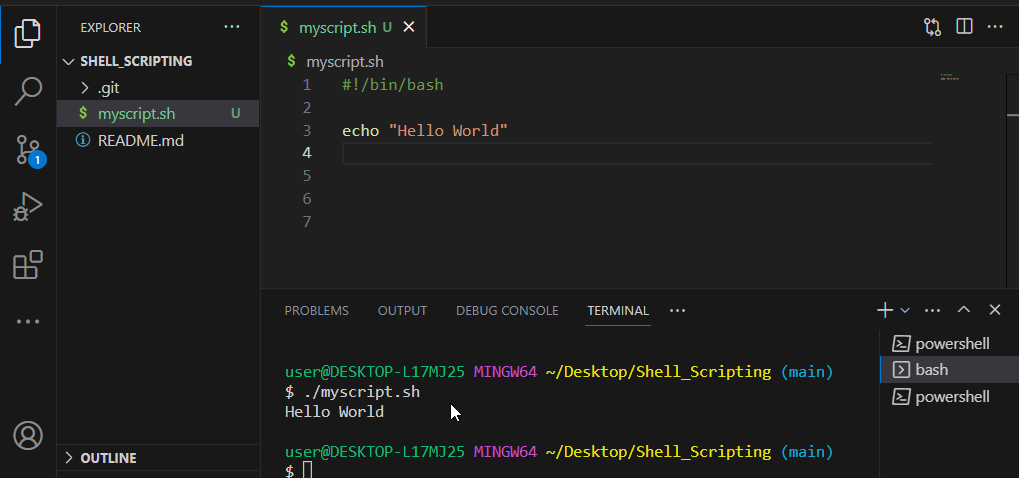 EXPLORER ···
SHELL_SCRIPTING
.git
$ myscript.sh U
README.md
OUTLINE
1
$ myscript.sh U
$ myscript.sh
1 #!/bin/bash
2
3 echo "Hello World"
4
5
6
7
PROBLEMS OUTPUT DEBUG CONSOLE TERMINAL ···
user@DESKTOP-L17MJ25 MINGW64 ~/Desktop/Shell_Scripting (main)
$ ./myscript.sh
Hello World
user@DESKTOP-L17MJ25 MINGW64 ~/Desktop/Shell_Scripting (main)
$
powershell
bash
powershell